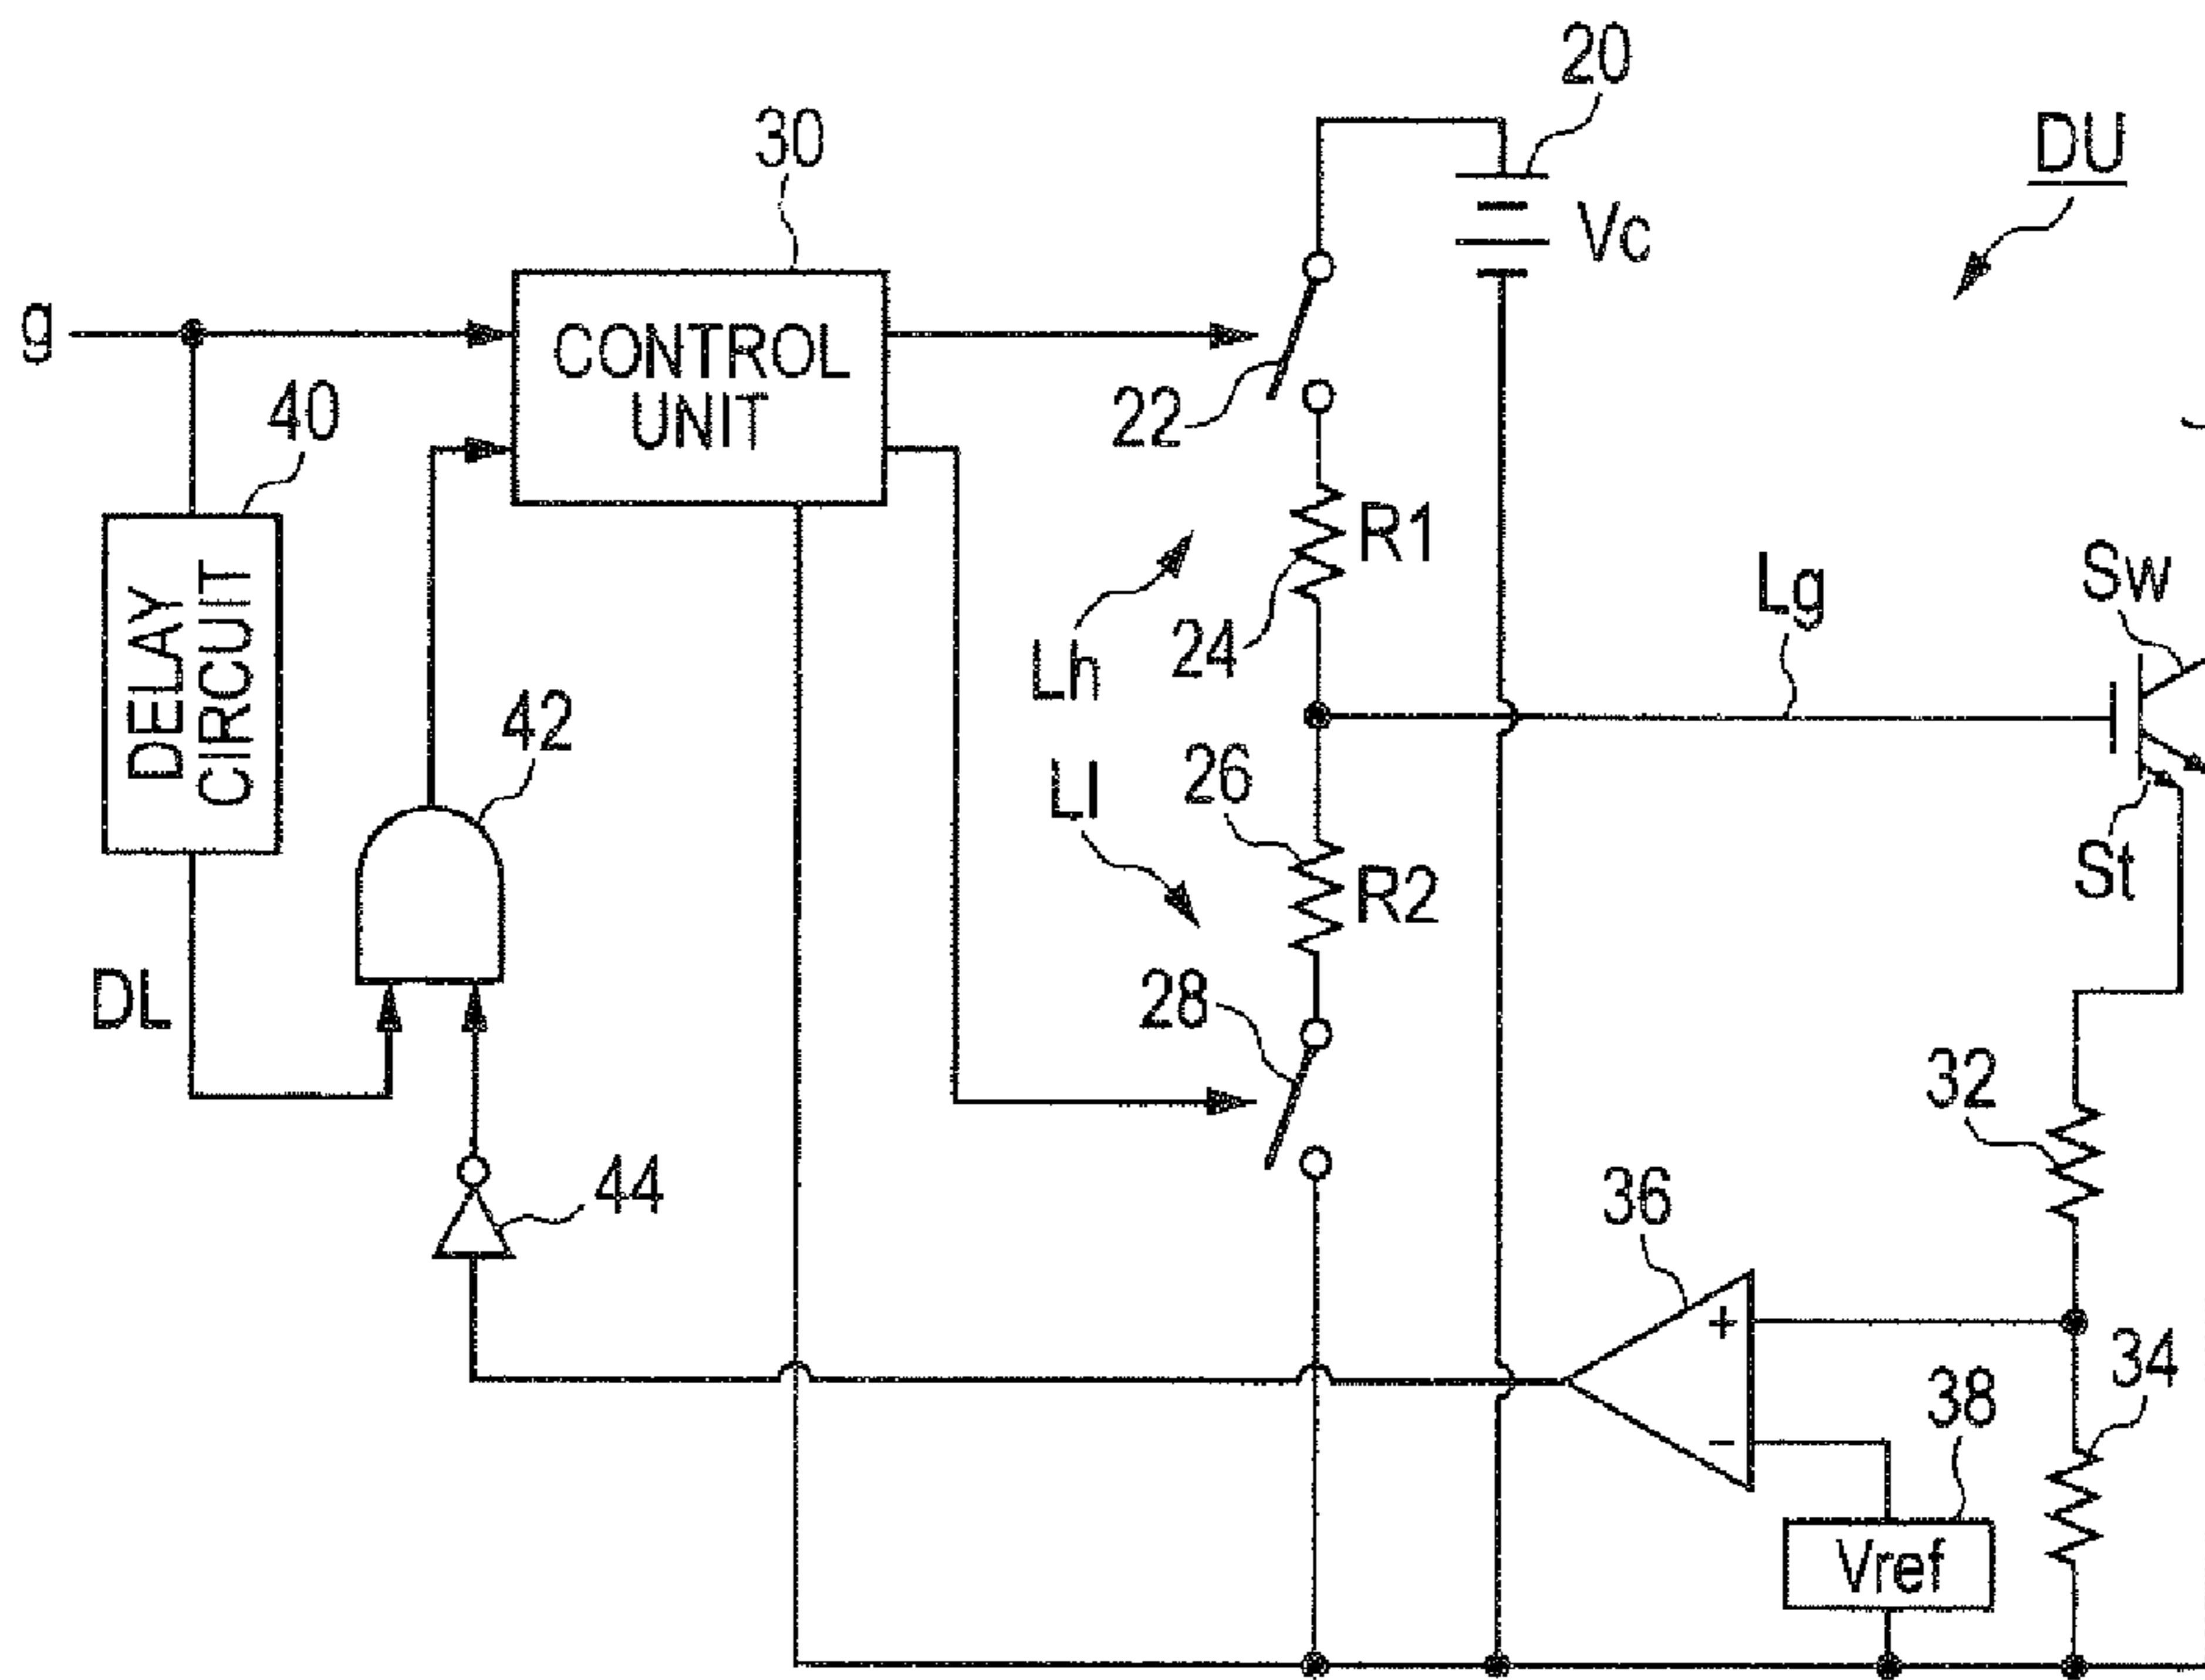 20
DU
30
Vc
g
CONTROL
UNIT
22
40
R1
24
Lh
Lg
Sw
DELAY
CIRCUIT
42
26
Ll
R2
St
DL
28
32
44
36
+
34
38
−
Vref